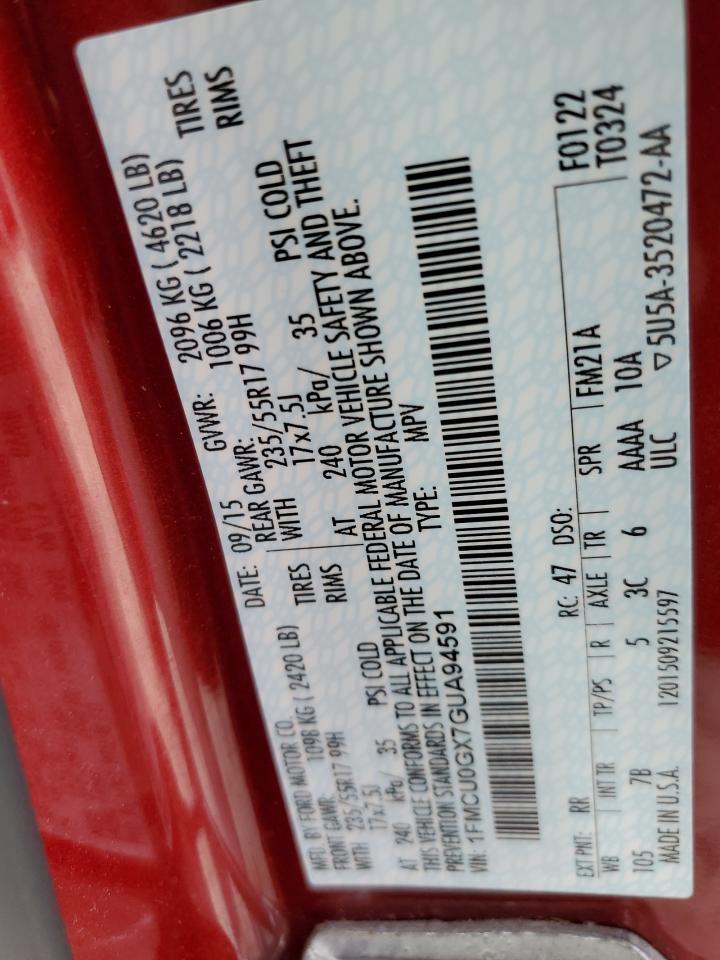 MFD. BY FORD MOTOR CO.
DATE: 09/15 GVWR: 2096 KG ( 4620 LB)
FRONT GAWR: 1098 KG ( 2420 LB) REAR GAWR: 1006 KG ( 2218 LB)
WITH 235/55R17 99H TIRES WITH 235/55R17 99H TIRES
17x7.5J RIMS 17x7.5J RIMS
AT 240 kPa/ 35 PSI COLD AT 240 kPa/ 35 PSI COLD
THIS VEHICLE CONFORMS TO ALL APPLICABLE FEDERAL MOTOR VEHICLE SAFETY AND THEFT
PREVENTION STANDARDS IN EFFECT ON THE DATE OF MANUFACTURE SHOWN ABOVE.
VIN: 1FMCU0GX7GUA94591 TYPE: MPV
F0122
T0324
EXT PNT: RR RC: 47 DSO:
WB INT TR TP/PS R AXLE TR SPR FM21A
105 7B 5 3C 6 AAAA 10A
ULC
MADE IN U.S.A. 1201509215597 ▽5U5A-3520472-AA